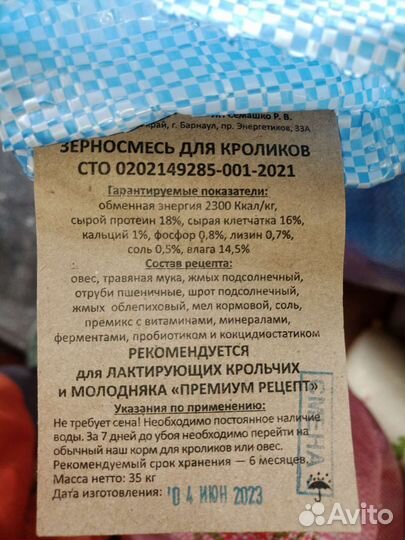 Семашко Р. В.
г. Барнаул, пр. Энергетиков, 33А
ЗЕРНОСМЕСЬ ДЛЯ КРОЛИКОВ
СТО 0202149285-001-2021
Гарантируемые показатели:
обменная энергия 2300 Ккал/кг,
сырой протеин 18%, сырая клетчатка 16%,
кальций 1%, фосфор 0,8%, лизин 0,7%,
соль 0,5%, влага 14,5%
Состав рецепта:
овес, травяная мука, жмых подсолнечный,
отруби пшеничные, шрот подсолнечный,
жмых облепиховый, мел кормовой, соль,
премикс с витаминами, минералами,
ферментами, пробиотиком и кокцидиостатиком
РЕКОМЕНДУЕТСЯ
для ЛАКТИРУЮЩИХ КРОЛЬЧИХ
И МОЛОДНЯКА «ПРЕМИУМ РЕЦЕПТ»
Указания по применению:
Не требует сена! Необходимо постоянное наличие
воды. За 7 дней до убоя необходимо перейти на
обычный наш корм для кроликов или овес.
Рекомендуемый срок хранения — 6 месяцев.
Масса нетто: 35 кг
Дата изготовления: 0 4 ИЮН 2023
СМЕНА
Avito